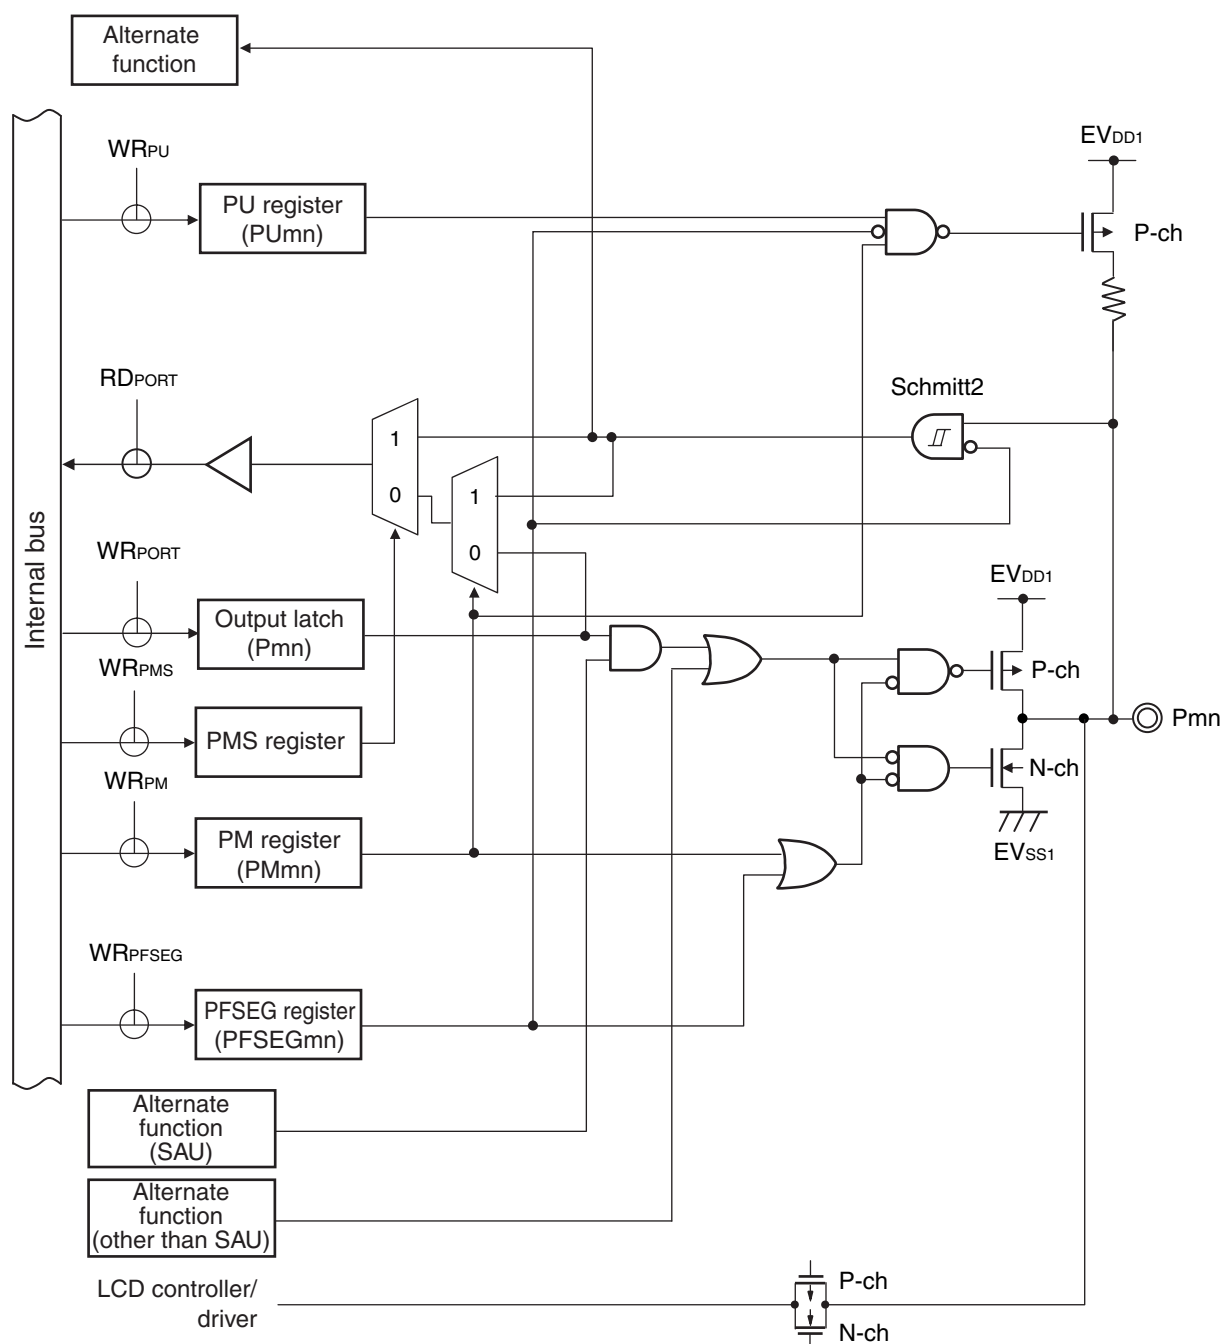 Alternate
function
WRPU
EVDD1
PU register
(PUmn)
P-ch
RDPORT
Schmitt2
1
0
1
0
Internal bus
WRPORT
EVDD1
Output latch
(Pmn)
WRPMS
P-ch
Pmn
PMS register
WRPM
N-ch
PM register
(PMmn)
EVSS1
WRPFSEG
PFSEG register
(PFSEGmn)
Alternate
function
(SAU)
Alternate
function
(other than SAU)
LCD controller/
driver
P-ch
N-ch